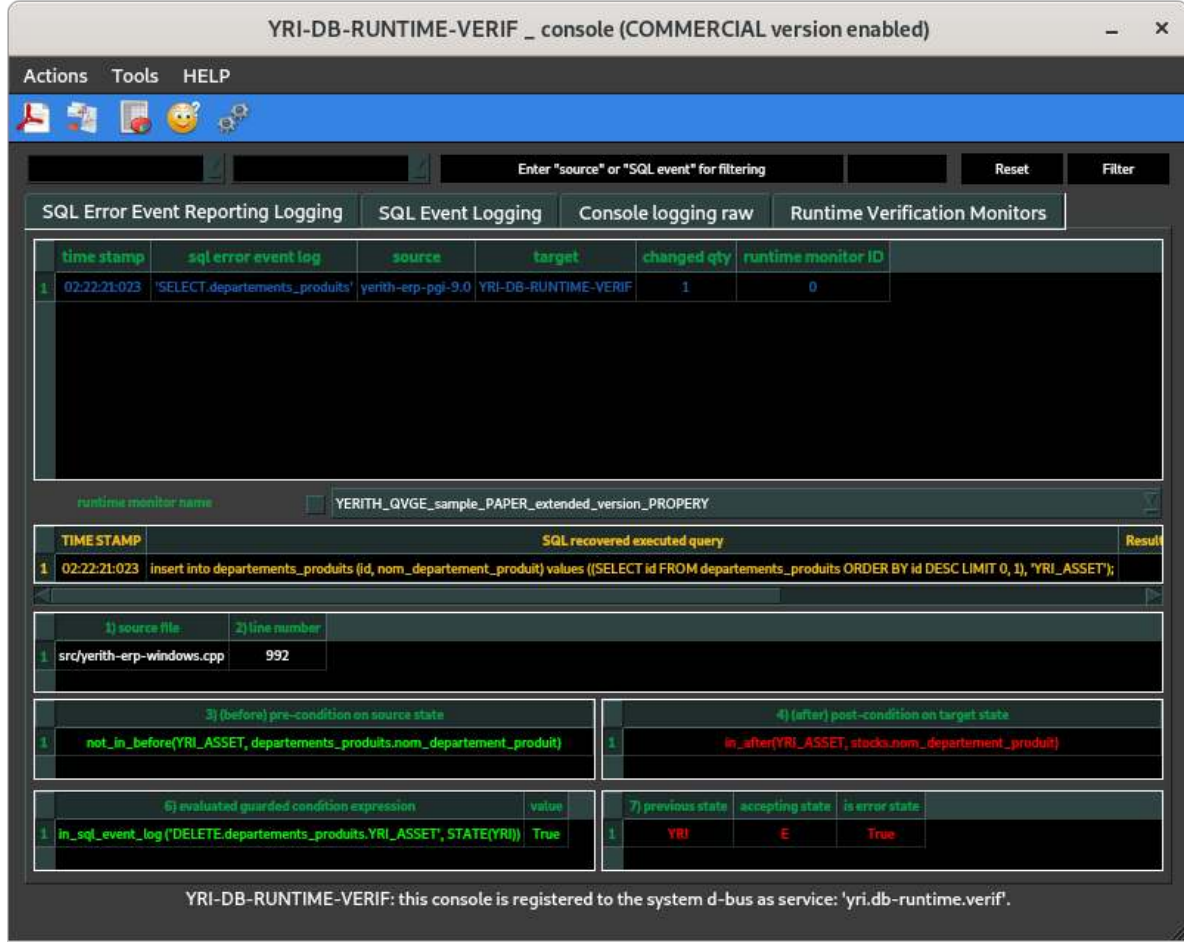 YRI-DB-RUNTIME-VERIF _ console (COMMERCIAL version enabled)
Actions Tools HELP
Enter "source" or "SQL event" for filtering Reset Filter
SQL Error Event Reporting Logging SQL Event Logging Console logging raw Runtime Verification Monitors
time stamp sql error event log source target changed qty runtime monitor ID
1 02:22:21:023 'SELECT.departements_produits' yerith-erp-pgi-9.0 YRI-DB-RUNTIME-VERIF 1 0
runtime monitor name YERITH_QVGE_sample_PAPER_extended_version_PROPERY
TIME STAMP SQL recovered executed query Result
1 02:22:21:023 insert into departements_produits (id, nom_departement_produit) values ((SELECT id FROM departements_produits ORDER BY id DESC LIMIT 0, 1), 'YRI_ASSET');
1) source file 2) line number
1 src/yerith-erp-windows.cpp 992
3) (before) pre-condition on source state 4) (after) post-condition on target state
1 not_in_before(YRI_ASSET, departements_produits.nom_departement_produit) 1 in_after(YRI_ASSET, stocks.nom_departement_produit)
6) evaluated guarded condition expression value 7) previous state accepting state is error state
1 in_sql_event_log ('DELETE.departements_produits.YRI_ASSET', STATE(YRI)) True 1 YRI E True
YRI-DB-RUNTIME-VERIF: this console is registered to the system d-bus as service: 'yri.db-runtime.verif'.